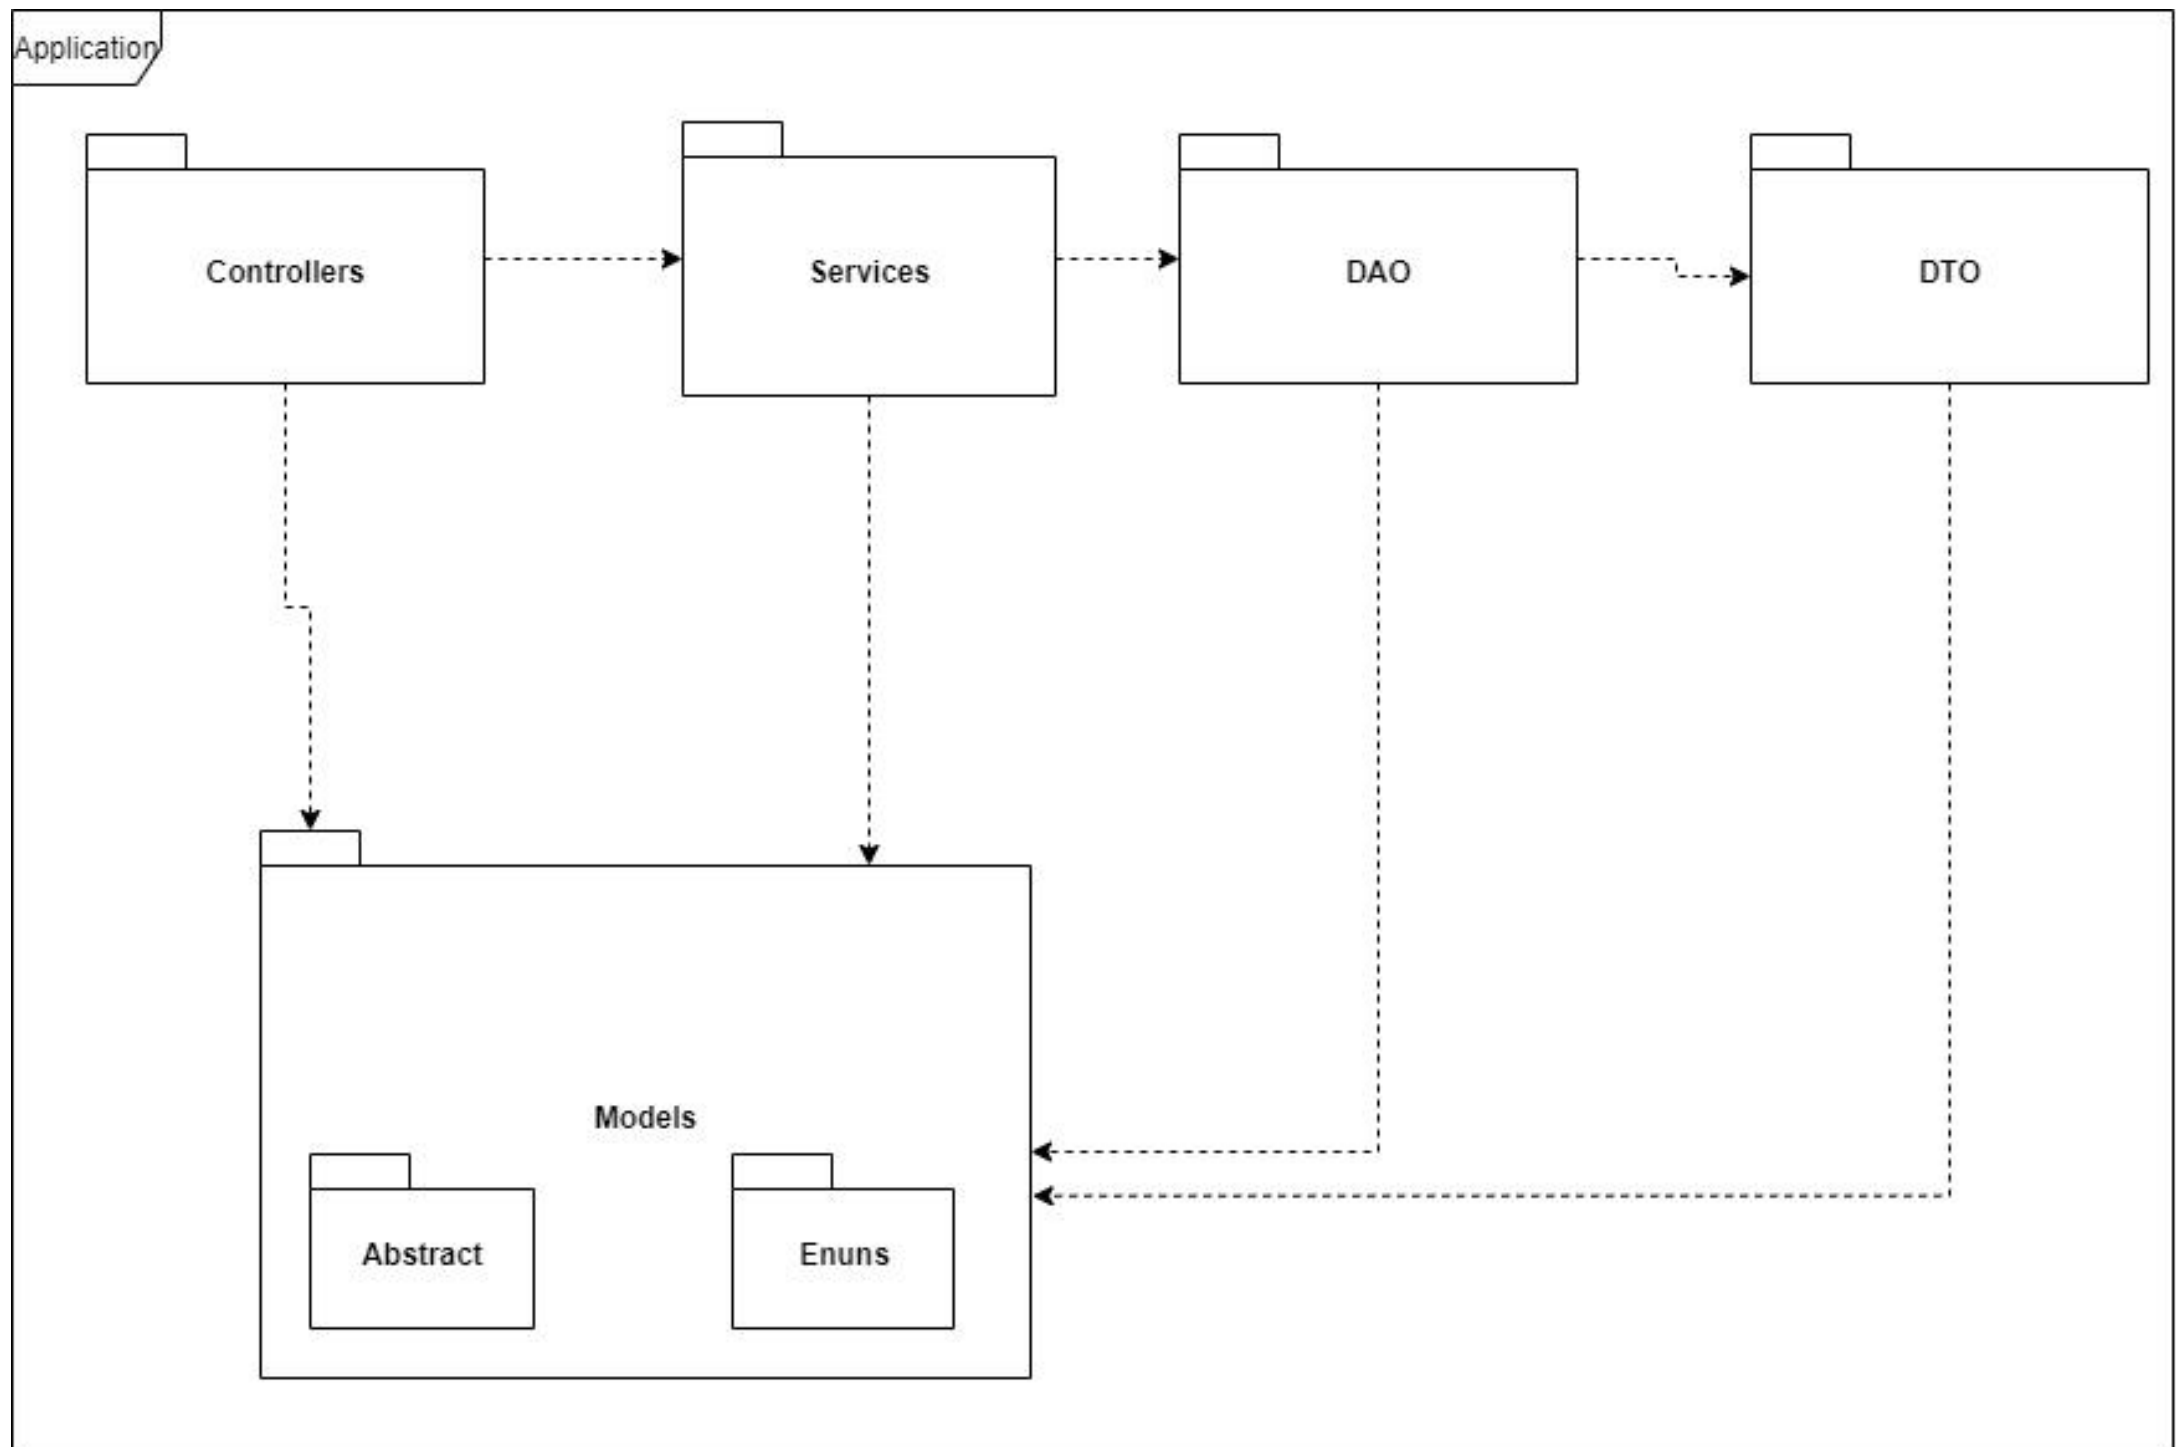 Application
Controllers
Services
DAO
DTO
Models
Abstract
Enuns